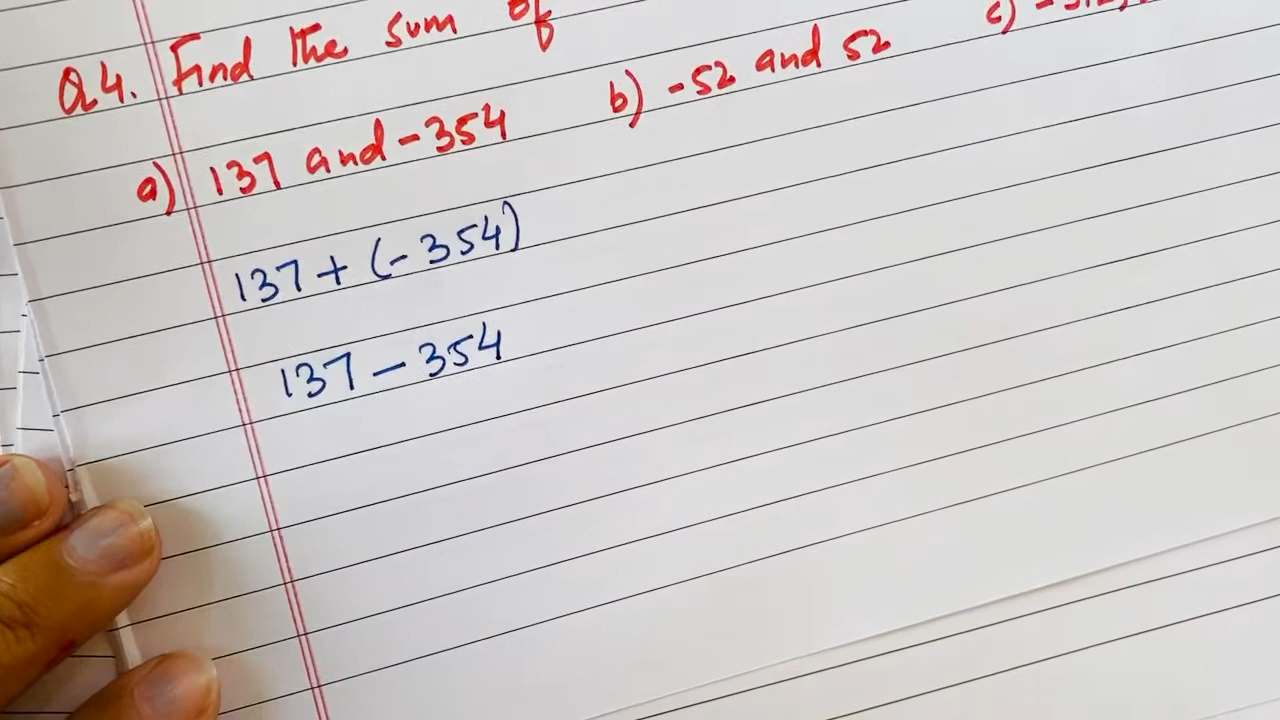 Q4. Find the sum of
a) 137 and -354 b) -52 and 52 c)
137 + (-354)
137 - 354